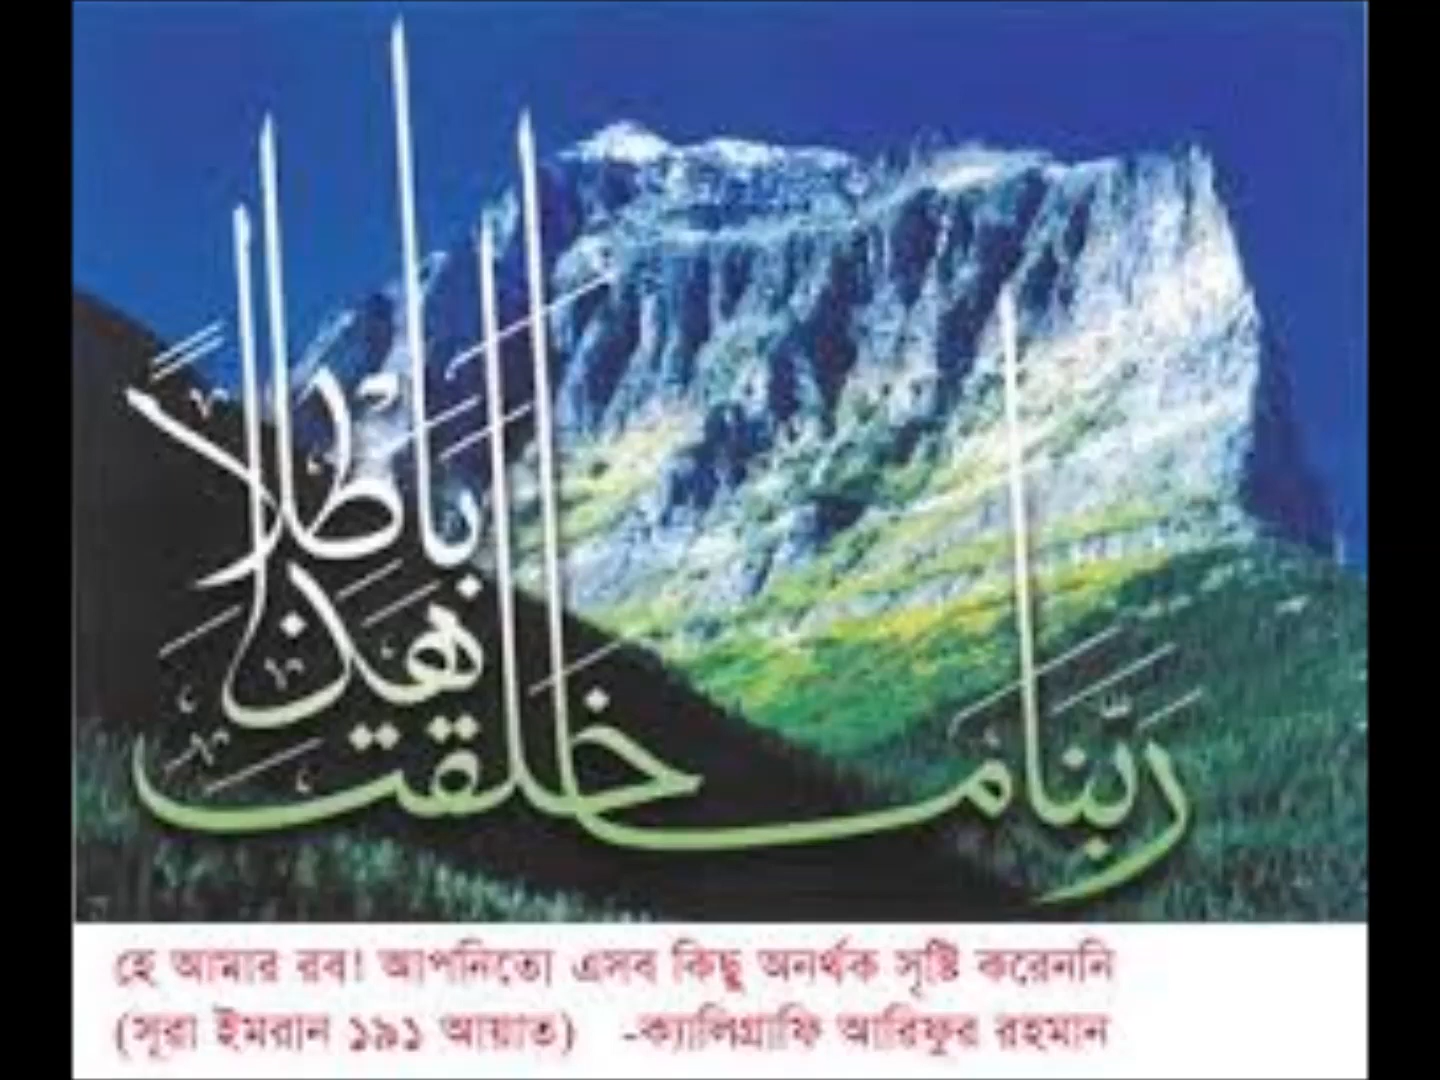 ربنا ما خلقت هذا باطلا
হে আমার রব! আপনিতো এসব কিছু অনর্থক সৃষ্টি করেননি
(সূরা ইমরান ১৯১ আয়াত) -ক্যালিগ্রাফি আরিফুর রহমান